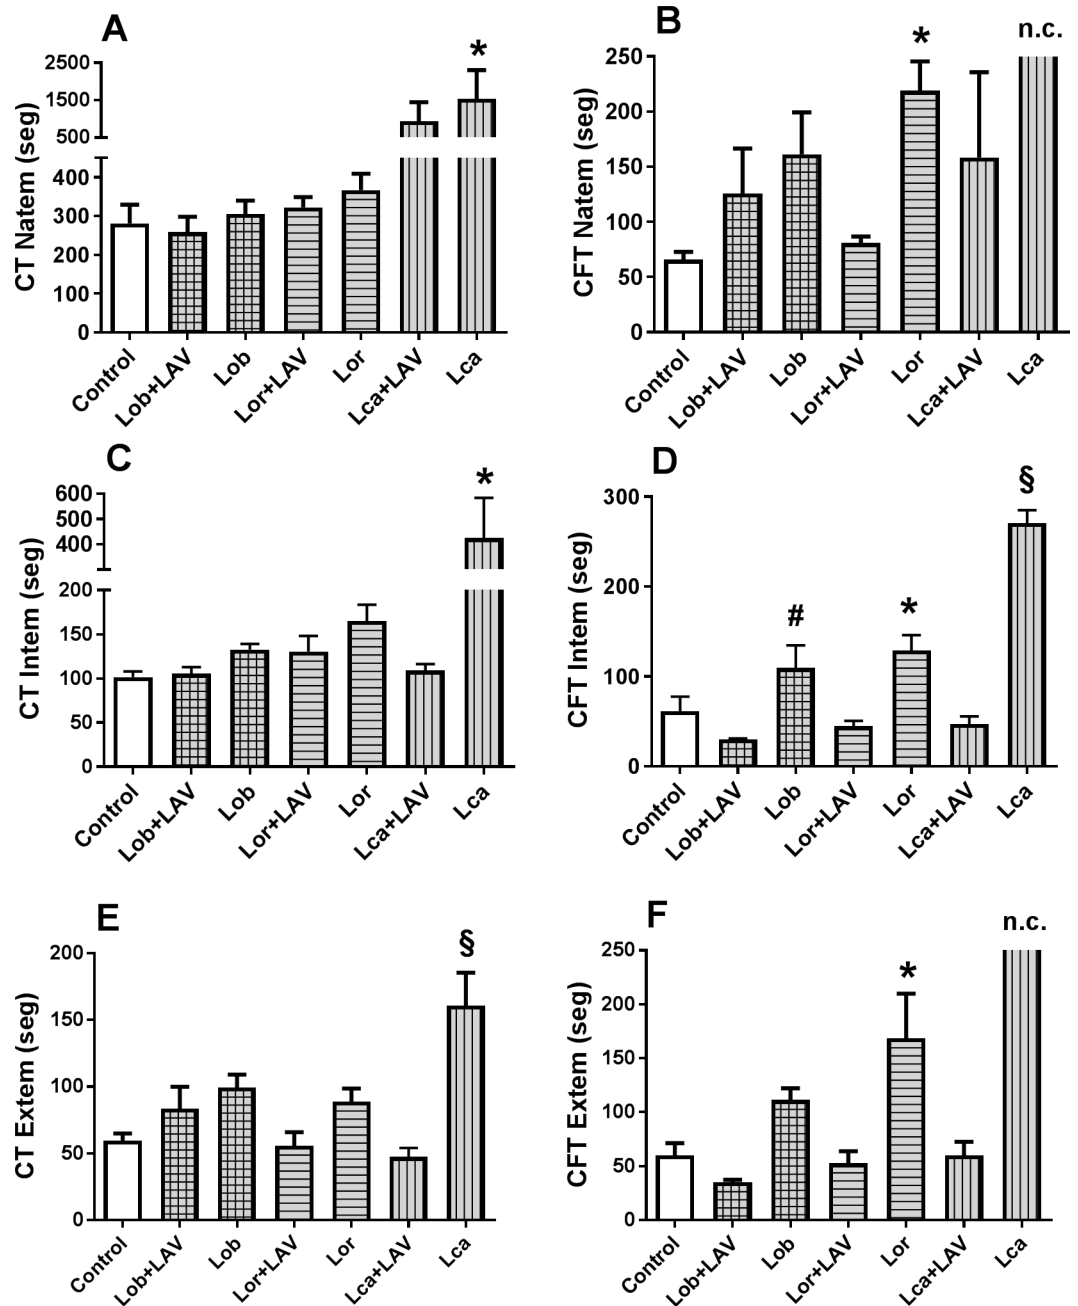 A
*
CT Natem (seg)
2500
1500
500
400
300
200
100
0
Control
Lob+LAV
Lob
Lor+LAV
Lor
Lca+LAV
Lca
B
n.c.
*
CFT Natem (seg)
250
200
150
100
50
0
Control
Lob+LAV
Lob
Lor+LAV
Lor
Lca+LAV
Lca
C
*
CT Intem (seg)
600
500
400
200
150
100
50
0
Control
Lob+LAV
Lob
Lor+LAV
Lor
Lca+LAV
Lca
D
§
#
*
CFT Intem (seg)
300
200
100
0
Control
Lob+LAV
Lob
Lor+LAV
Lor
Lca+LAV
Lca
E
§
CT Extem (seg)
200
150
100
50
0
Control
Lob+LAV
Lob
Lor+LAV
Lor
Lca+LAV
Lca
F
n.c.
*
CFT Extem (seg)
250
200
150
100
50
0
Control
Lob+LAV
Lob
Lor+LAV
Lor
Lca+LAV
Lca